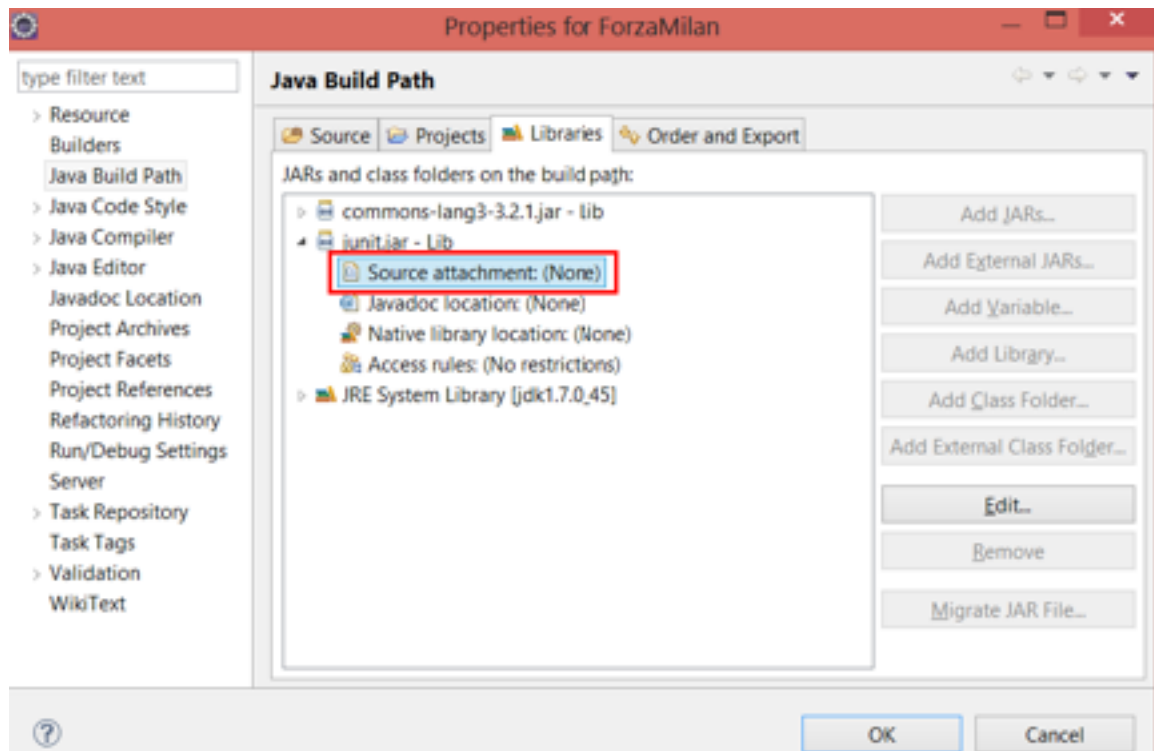 Properties for ForzaMilan
type filter text
Resource
Builders
Java Build Path
Java Code Style
Java Compiler
Java Editor
Javadoc Location
Project Archives
Project Facets
Project References
Refactoring History
Run/Debug Settings
Server
Task Repository
Task Tags
Validation
WikiText
Java Build Path
Source Projects Libraries Order and Export
JARs and class folders on the build path:
commons-lang3-3.2.1.jar - lib
junit.jar - Lib
Source attachment: (None)
Javadoc location: (None)
Native library location: (None)
Access rules: (No restrictions)
JRE System Library [jdk1.7.0_45]
Add JARs...
Add External JARs...
Add Variable...
Add Library...
Add Class Folder...
Add External Class Folder...
Edit...
Remove
Migrate JAR File...
OK Cancel